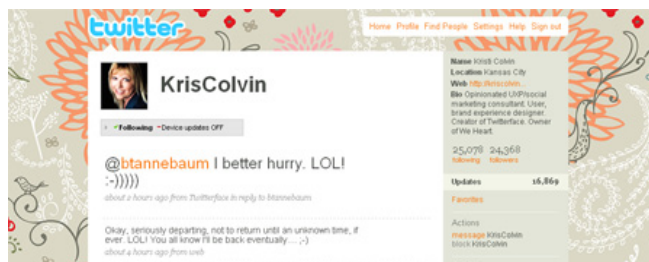 twitter
Home Profile Find People Settings Help Sign out
KrisColvin
Following Device updates OFF
@btannebaum I better hurry. LOL!
:-)))))
about 2 hours ago from Twitterface in reply to btannebaum
Okay, seriously departing, not to return until an unknown time, if
ever. LOL! You all know I'll be back eventually.... ;-)
about 4 hours ago from web
Name Kristi Colvin
Location Kansas City
Web http://kriscolvin...
Bio Opinionated UXP/social
marketing consultant. User,
brand experience designer.
Creator of Twitterface. Owner
of We Heart.
25,078 24,368
following followers
Updates 16,869
Favorites
Actions
message KrisColvin
block KrisColvin